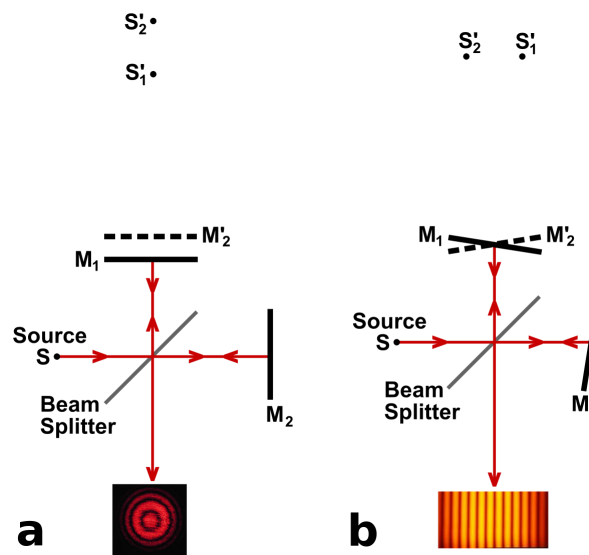 S'2
S'1
M'2
M1
Source
S
Beam
Splitter
M2
a
S'2
S'1
M1
M'2
Source
S
Beam
Splitter
M
b